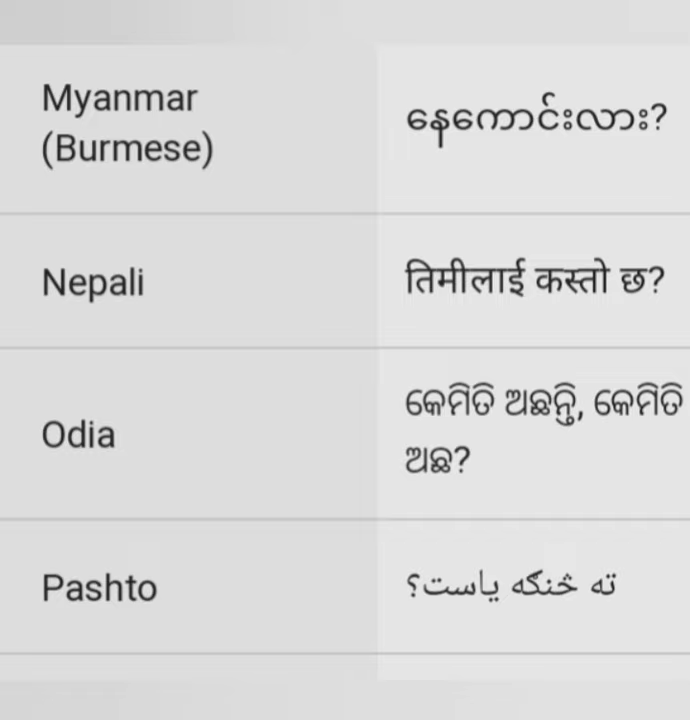 Myanmar
(Burmese)
နေကောင်းလား?
Nepali
तिमीलाई कस्तो छ?
Odia
କେମିତି ଅଛନ୍ତି, କେମିତି
ଅଛ?
Pashto
ته څنګه یاست؟